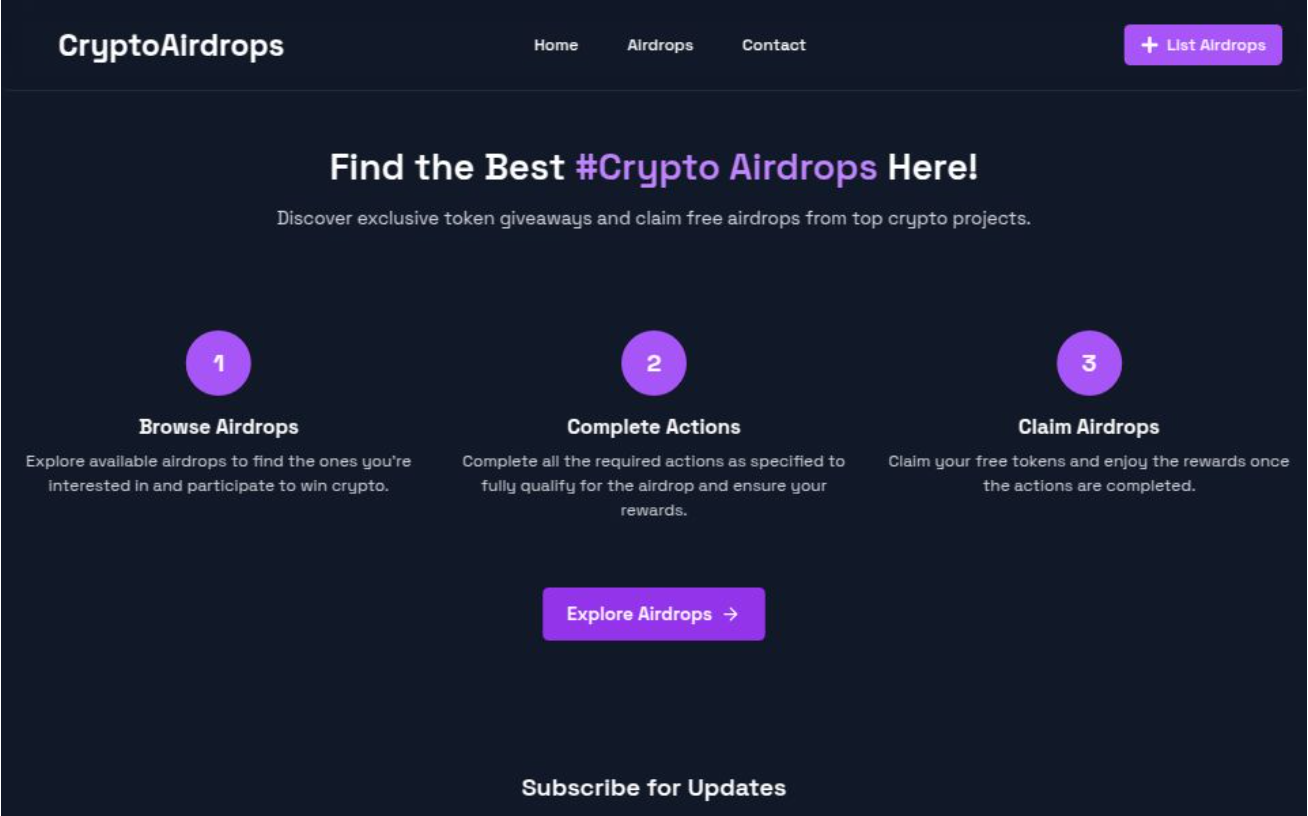 CryptoAirdrops
Home
Airdrops
Contact
List Airdrops
Find the Best #Crypto Airdrops Here!
Discover exclusive token giveaways and claim free airdrops from top crypto projects.
1
Browse Airdrops
Explore available airdrops to find the ones you're
interested in and participate to win crypto.
2
Complete Actions
Complete all the required actions as specified to
fully qualify for the airdrop and ensure your
rewards.
3
Claim Airdrops
Claim your free tokens and enjoy the rewards once
the actions are completed.
Explore Airdrops →
Subscribe for Updates